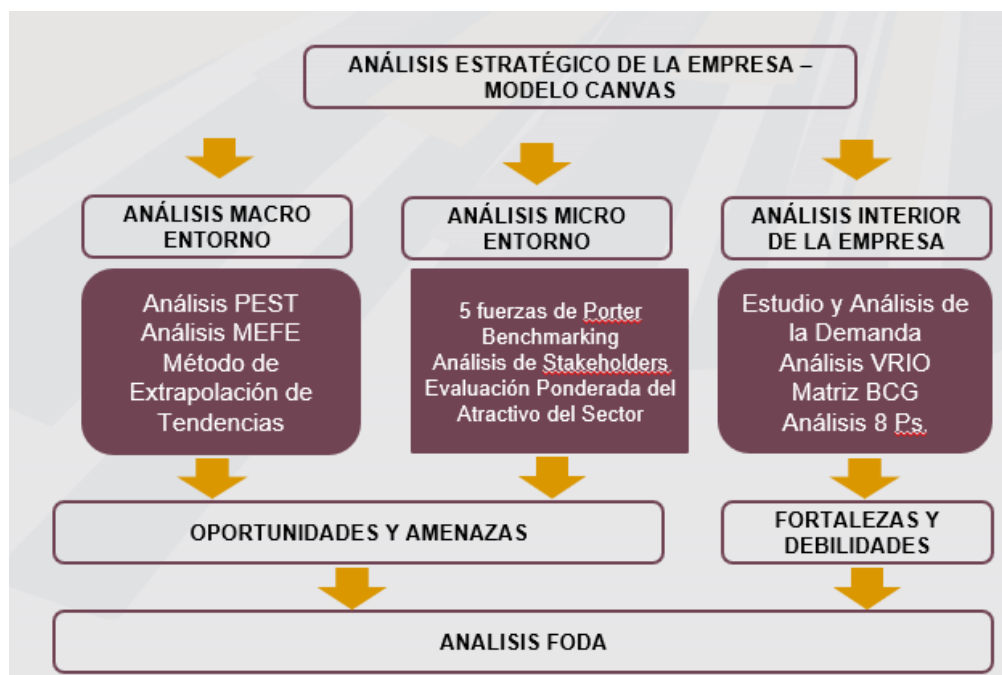 ANÁLISIS ESTRATÉGICO DE LA EMPRESA –
MODELO CANVAS
ANÁLISIS MACRO
ENTORNO
ANÁLISIS MICRO
ENTORNO
ANÁLISIS INTERIOR
DE LA EMPRESA
Análisis PEST
Análisis MEFE
Método de
Extrapolación de
Tendencias
5 fuerzas de Porter
Benchmarking
Análisis de Stakeholders
Evaluación Ponderada del
Atractivo del Sector
Estudio y Análisis de
la Demanda
Análisis VRIO
Matriz BCG
Análisis 8 Ps.
OPORTUNIDADES Y AMENAZAS
FORTALEZAS Y
DEBILIDADES
ANALISIS FODA